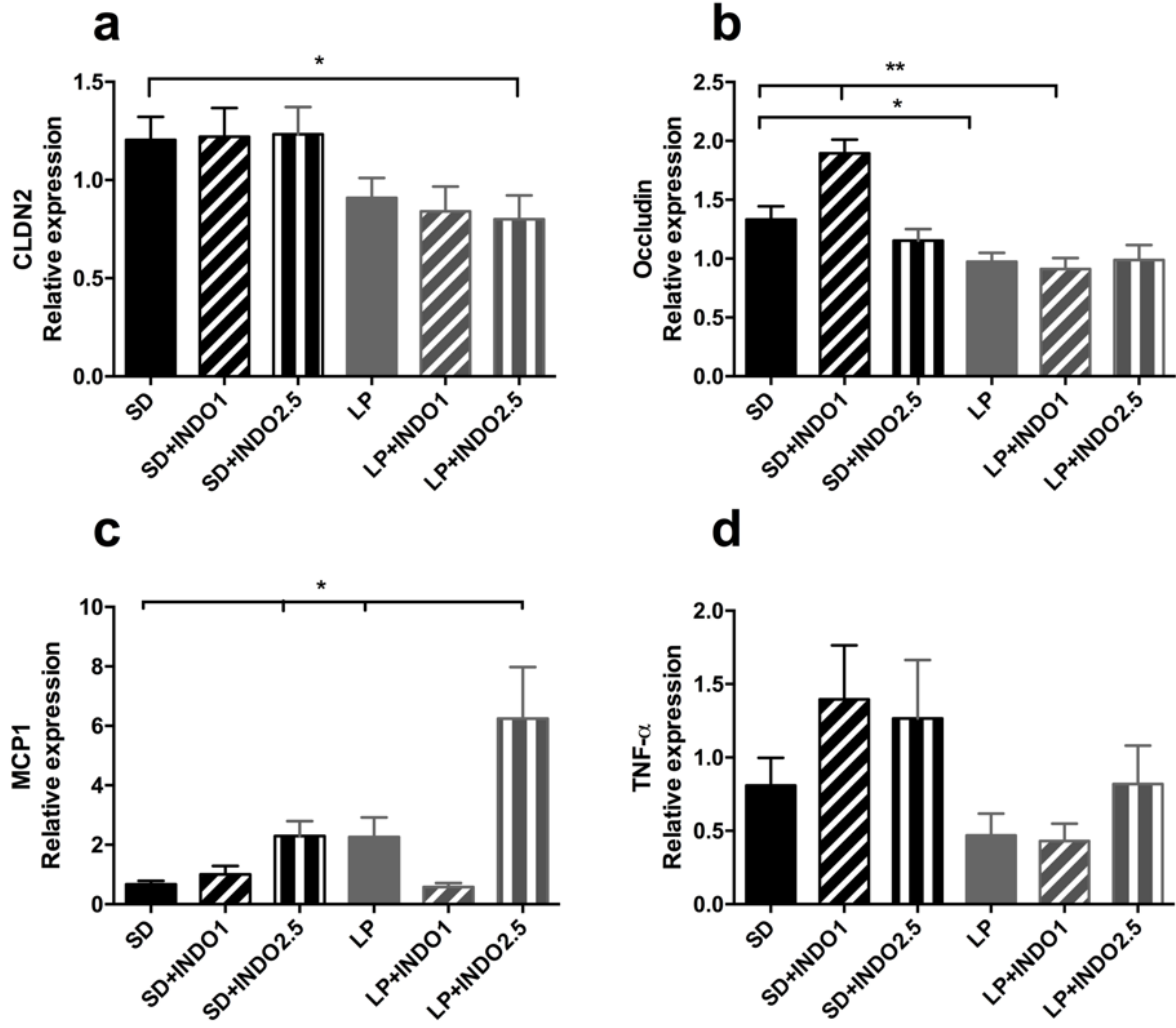 a
*
CLDN2
Relative expression
1.5
1.0
0.5
0.0
SD
SD+INDO1
SD+INDO2.5
LP
LP+INDO1
LP+INDO2.5
b
**
*
Occludin
Relative expression
2.5
2.0
1.5
1.0
0.5
0.0
SD
SD+INDO1
SD+INDO2.5
LP
LP+INDO1
LP+INDO2.5
c
*
MCP1
Relative expression
10
8
6
4
2
0
SD
SD+INDO1
SD+INDO2.5
LP
LP+INDO1
LP+INDO2.5
d
TNF-α
Relative expression
2.0
1.5
1.0
0.5
0.0
SD
SD+INDO1
SD+INDO2.5
LP
LP+INDO1
LP+INDO2.5